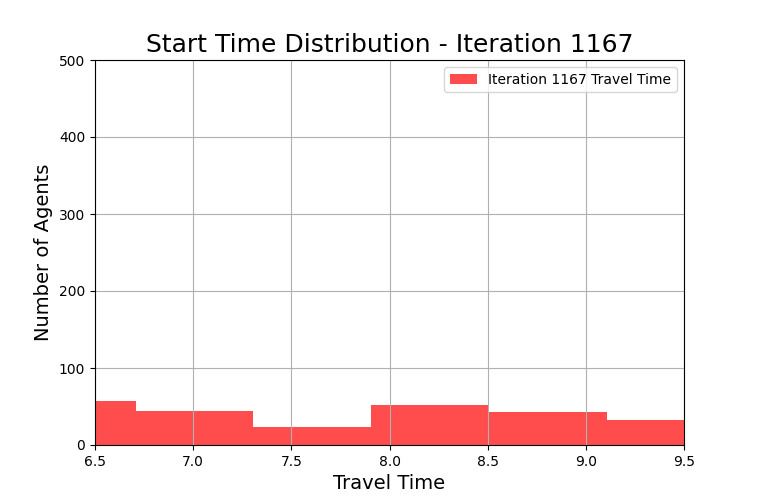 Start Time Distribution - Iteration 1167
Iteration 1167 Travel Time
Number of Agents
500
400
300
200
100
0
6.5 7.0 7.5 8.0 8.5 9.0 9.5
Travel Time